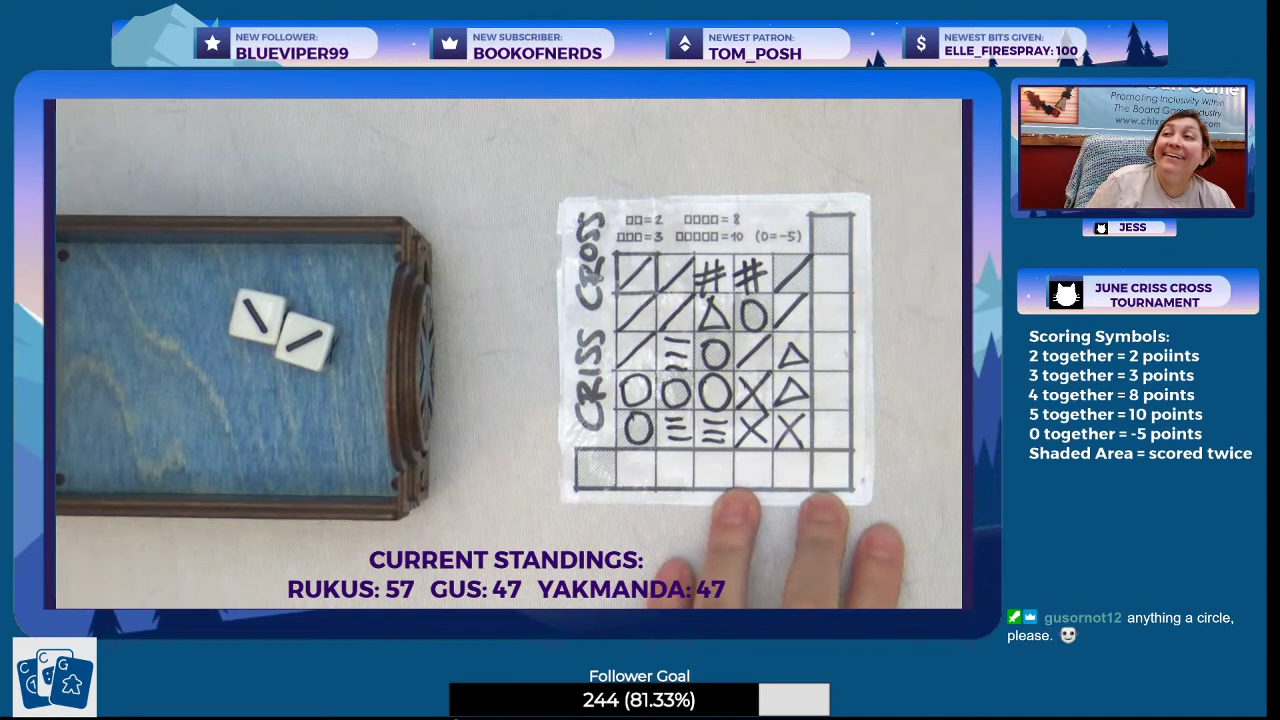 NEW FOLLOWER:
BLUEVIPER99
NEW SUBSCRIBER:
BOOKOFNERDS
NEWEST PATRON:
TOM_POSH
NEWEST BITS GIVEN:
ELLE_FIRESPRAY: 100
Promoting Inclusivity Within
The Board Game Industry
JESS
JUNE CRISS CROSS
TOURNAMENT
Scoring Symbols:
2 together = 2 poiints
3 together = 3 points
4 together = 8 points
5 together = 10 points
0 together = -5 points
Shaded Area = scored twice
CRISS CROSS
□□=2 □□□□=8
□□□=3 □□□□□=10 (0=-5)
CURRENT STANDINGS:
RUKUS: 57 GUS: 47 YAKMANDA: 47
gusornot12 anything a circle,
please.
C C G
Follower Goal
244 (81.33%)